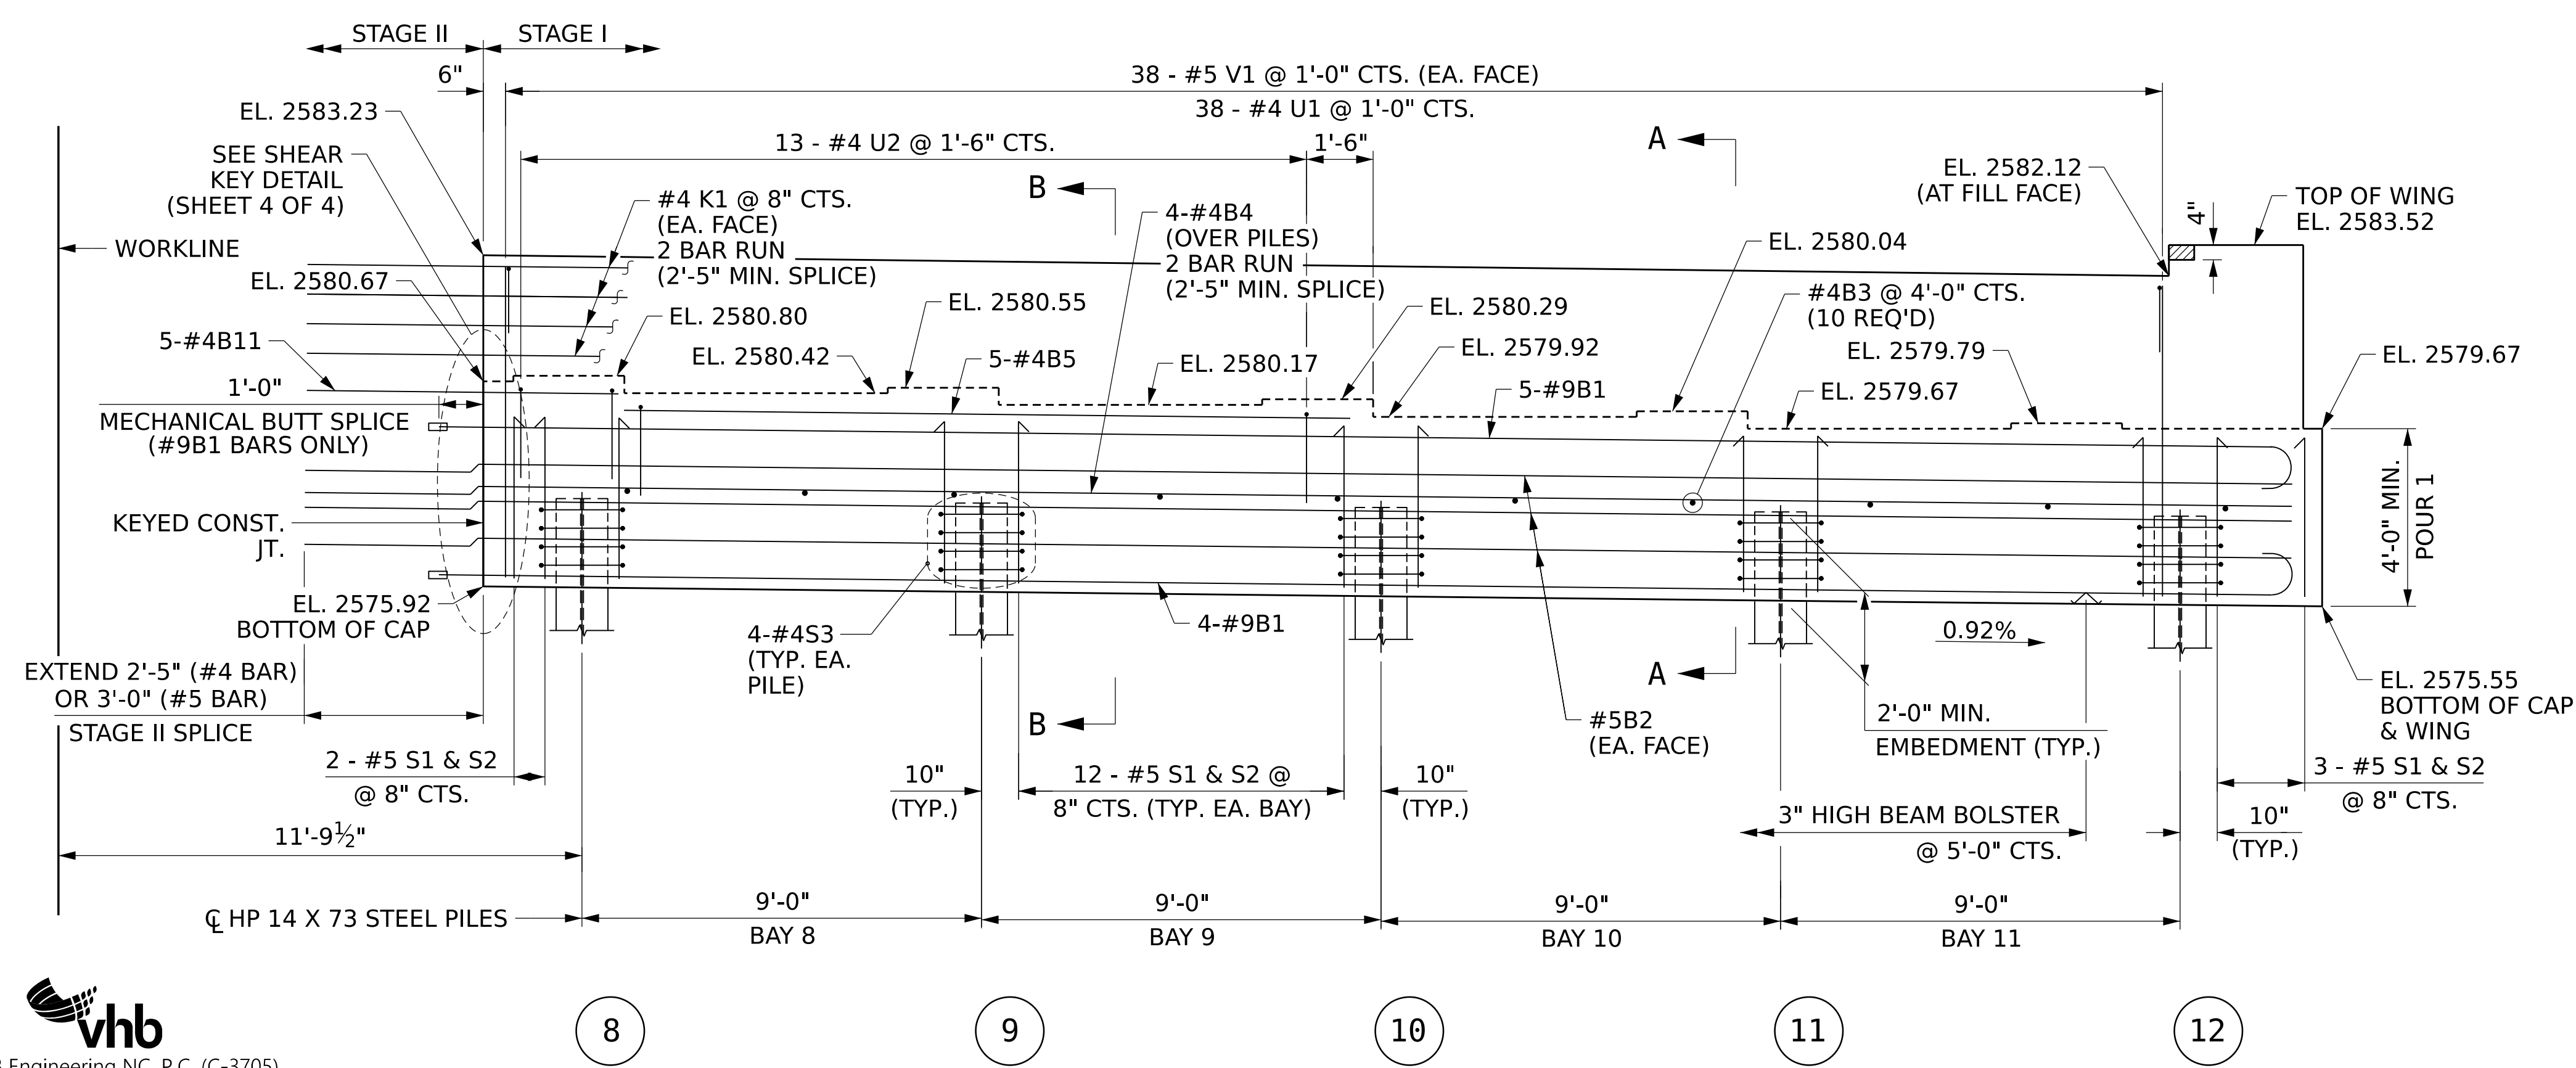 STAGE II
STAGE I
6"
38 - #5 V1 @ 1'-0" CTS. (EA. FACE)
38 - #4 U1 @ 1'-0" CTS.
13 - #4 U2 @ 1'-6" CTS.
1'-6"
EL. 2583.23
SEE SHEAR
KEY DETAIL
(SHEET 4 OF 4)
WORKLINE
EL. 2580.67
5-#4B11
1'-0"
MECHANICAL BUTT SPLICE
(#9B1 BARS ONLY)
KEYED CONST.
JT.
EL. 2575.92
BOTTOM OF CAP
EXTEND 2'-5" (#4 BAR)
OR 3'-0" (#5 BAR)
STAGE II SPLICE
#4 K1 @ 8" CTS.
(EA. FACE)
2 BAR RUN
(2'-5" MIN. SPLICE)
EL. 2580.80
EL. 2580.42
EL. 2580.55
5-#4B5
B
4-#4B4
(OVER PILES)
2 BAR RUN
(2'-5" MIN. SPLICE)
EL. 2580.17
EL. 2580.29
EL. 2579.92
5-#9B1
A
EL. 2580.04
#4B3 @ 4'-0" CTS.
(10 REQ'D)
EL. 2579.79
EL. 2579.67
EL. 2582.12
(AT FILL FACE)
4"
TOP OF WING
EL. 2583.52
EL. 2579.67
4'-0" MIN.
POUR 1
4-#4S3
(TYP. EA.
PILE)
B
4-#9B1
A
#5B2
(EA. FACE)
0.92%
2'-0" MIN.
EMBEDMENT (TYP.)
EL. 2575.55
BOTTOM OF CAP
& WING
2 - #5 S1 & S2
@ 8" CTS.
10"
(TYP.)
12 - #5 S1 & S2 @
8" CTS. (TYP. EA. BAY)
10"
(TYP.)
3" HIGH BEAM BOLSTER
@ 5'-0" CTS.
3 - #5 S1 & S2
@ 8" CTS.
10"
(TYP.)
11'-9½"
℄ HP 14 X 73 STEEL PILES
9'-0"
BAY 8
9'-0"
BAY 9
9'-0"
BAY 10
9'-0"
BAY 11
8
9
10
11
12
vhb
Engineering NC, P.C. (C-3705)